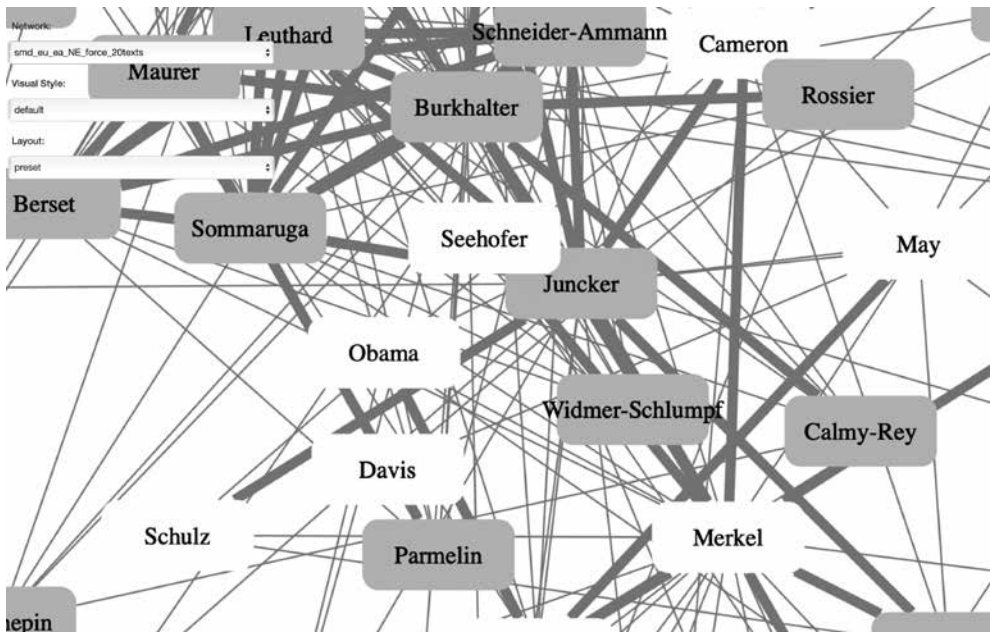 Network:
smd_eu_ea_NE_force_20texts
Visual Style:
default
Layout:
preset
Leuthard
Schneider-Ammann
Cameron
Maurer
Burkhalter
Rossier
Berset
Sommaruga
Seehofer
May
Juncker
Obama
Widmer-Schlumpf
Calmy-Rey
Davis
Schulz
Parmelin
Merkel
nepin